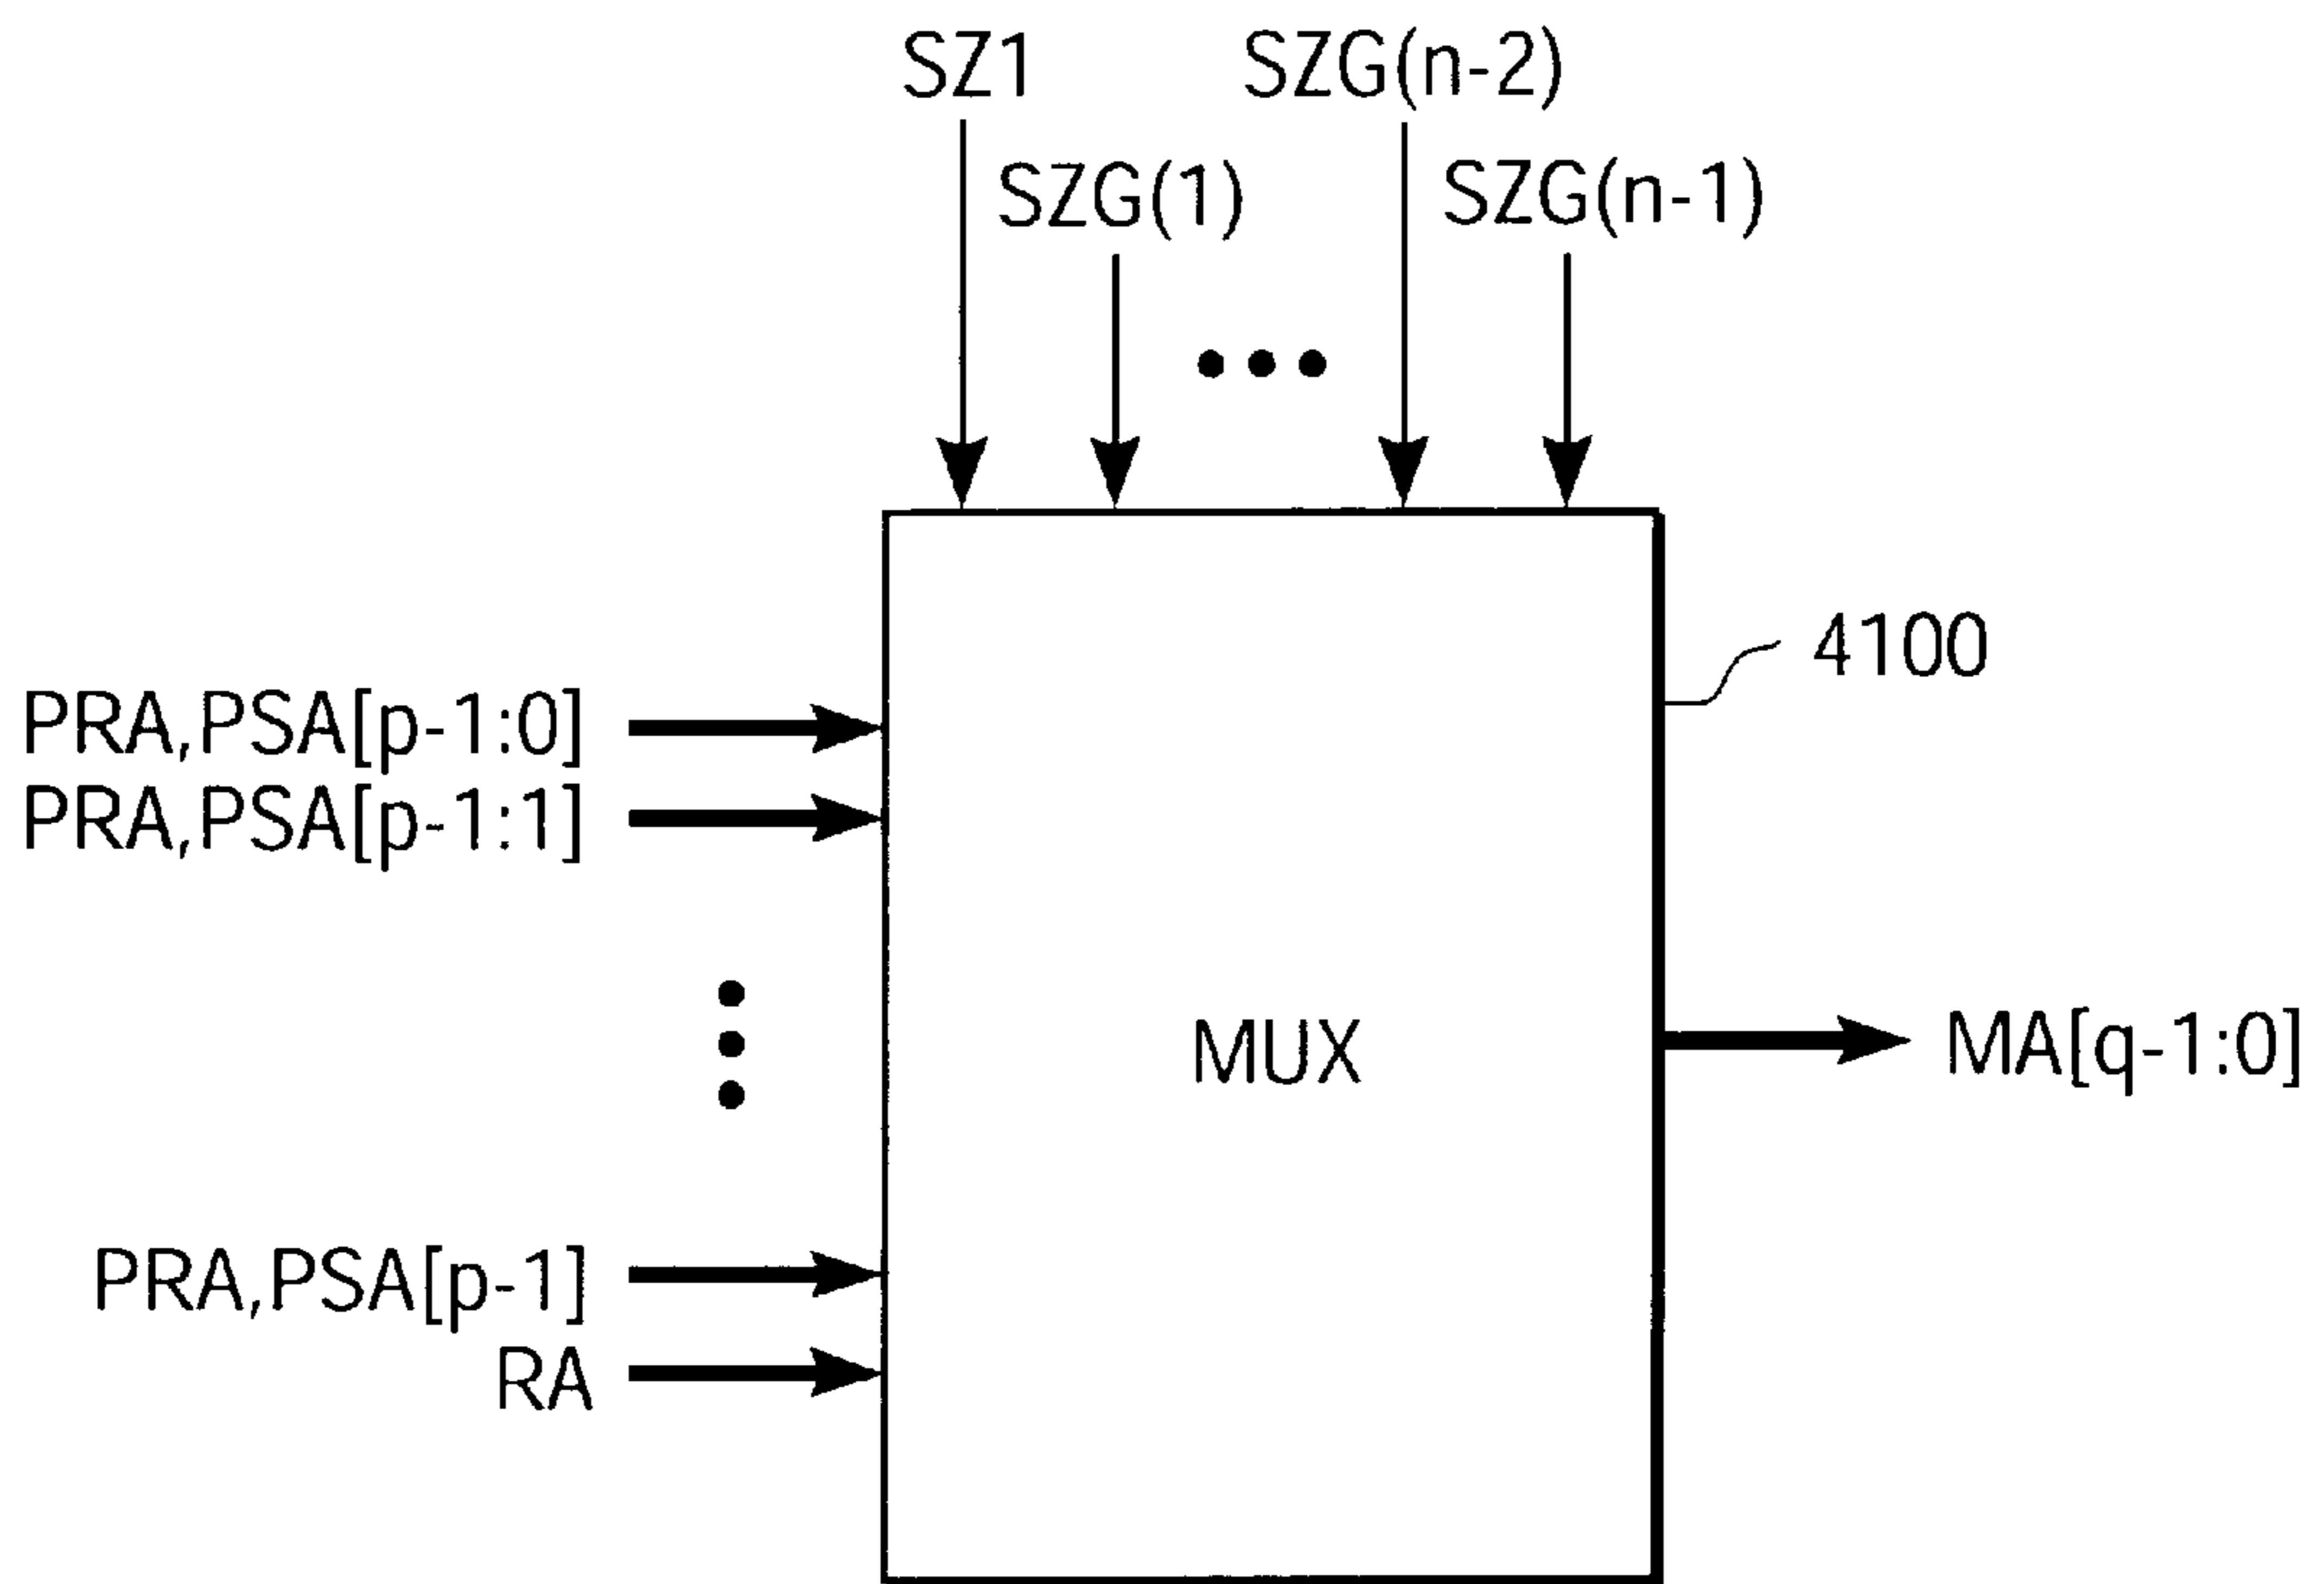 SZ1
SZG(n-2)
SZG(1)
SZG(n-1)
4100
PRA,PSA[p-1:0]
PRA,PSA[p-1:1]
MUX
MA[q-1:0]
PRA,PSA[p-1]
RA